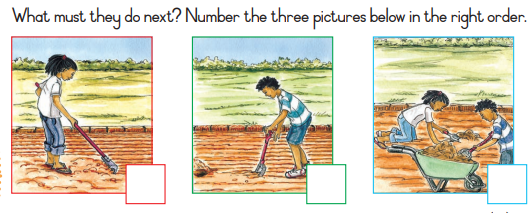 What must they do next? Number the three pictures below in the right order.